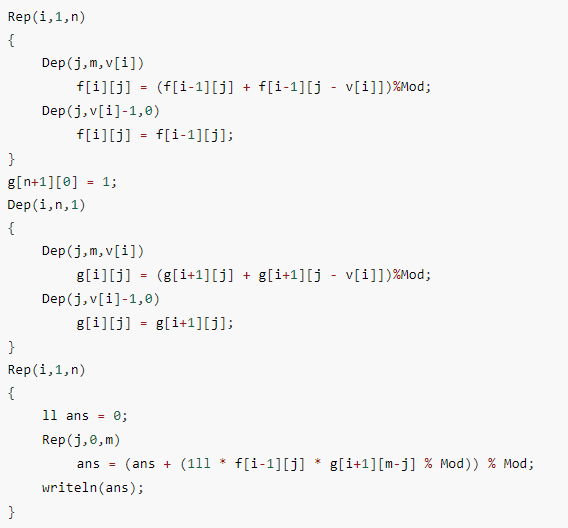 Rep(i,1,n)
{
    Dep(j,m,v[i])
        f[i][j] = (f[i-1][j] + f[i-1][j - v[i]])%Mod;
    Dep(j,v[i]-1,0)
        f[i][j] = f[i-1][j];
}
g[n+1][0] = 1;
Dep(i,n,1)
{
    Dep(j,m,v[i])
        g[i][j] = (g[i+1][j] + g[i+1][j - v[i]])%Mod;
    Dep(j,v[i]-1,0)
        g[i][j] = g[i+1][j];
}
Rep(i,1,n)
{
    ll ans = 0;
    Rep(j,0,m)
        ans = (ans + (1ll * f[i-1][j] * g[i+1][m-j] % Mod)) % Mod;
    writeln(ans);
}